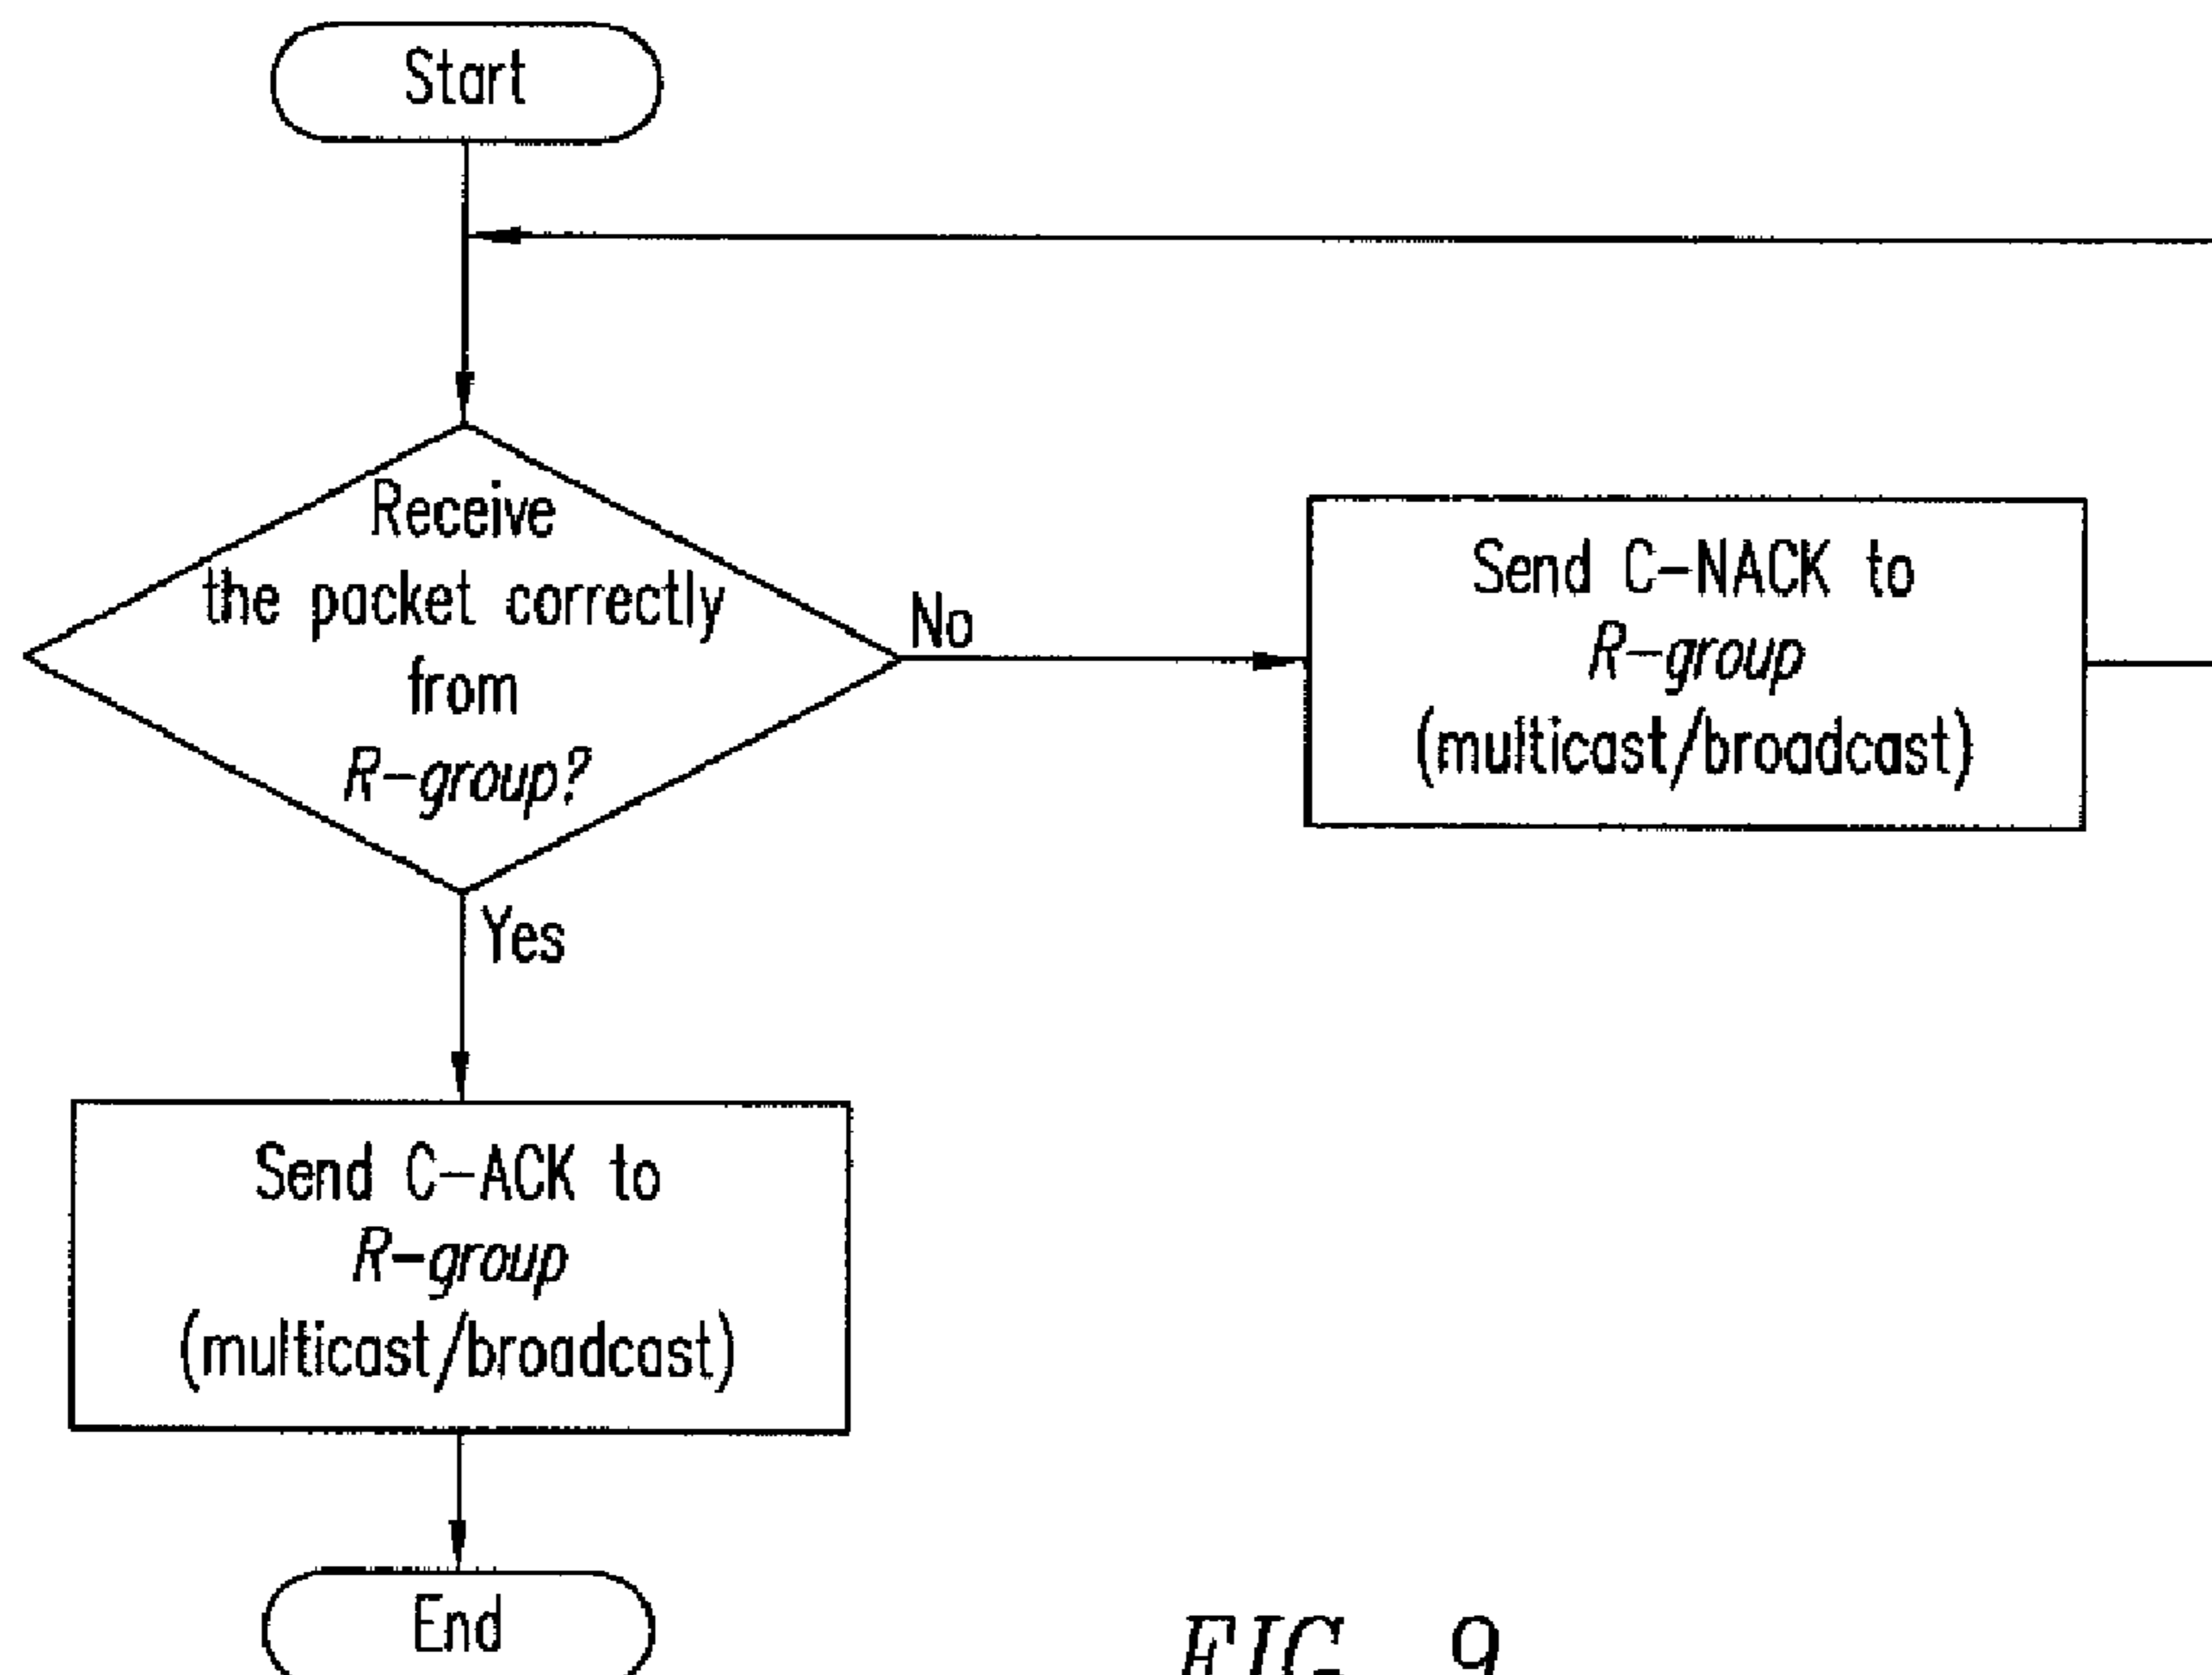 Start
Receive
the packet correctly
from
R-group?
No
Send C-NACK to
R-group
(multicast/broadcast)
Yes
Send C-ACK to
R-group
(multicast/broadcast)
End
FIG. 9